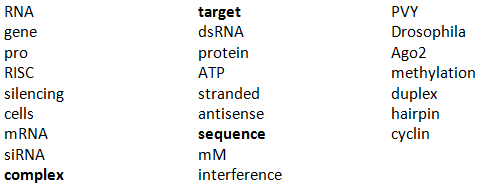 RNA target PVY
gene dsRNA Drosophila
pro protein Ago2
RISC ATP methylation
silencing stranded duplex
cells antisense hairpin
mRNA sequence cyclin
siRNA mM
complex interference